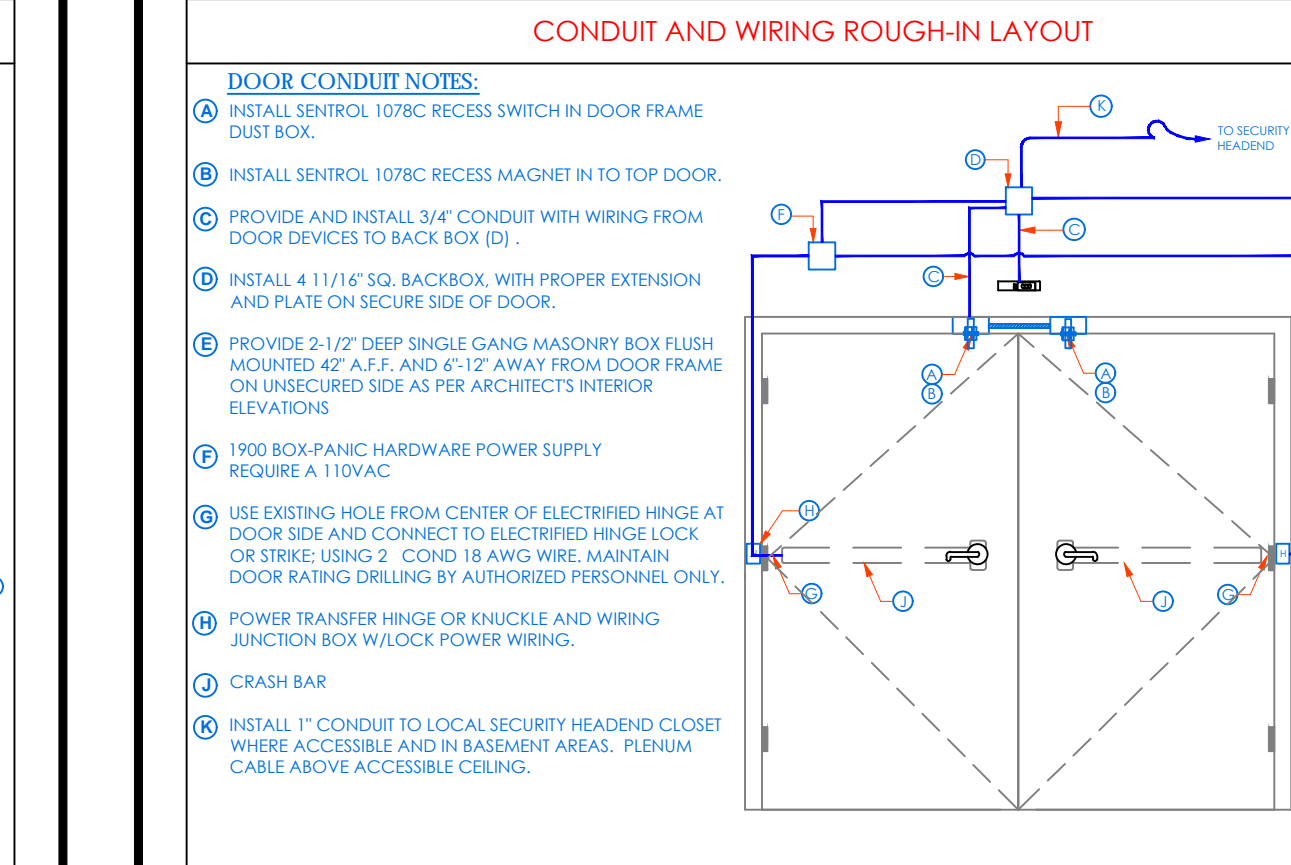 CONDUIT AND WIRING ROUGH-IN LAYOUT
DOOR CONDUIT NOTES:
A INSTALL SENTROL 1078C RECESS SWITCH IN DOOR FRAME
DUST BOX.
B INSTALL SENTROL 1078C RECESS MAGNET IN TO TOP DOOR.
C PROVIDE AND INSTALL 3/4" CONDUIT WITH WIRING FROM
DOOR DEVICES TO BACK BOX (D) .
D INSTALL 4 11/16" SQ. BACKBOX, WITH PROPER EXTENSION
AND PLATE ON SECURE SIDE OF DOOR.
E PROVIDE 2-1/2" DEEP SINGLE GANG MASONRY BOX FLUSH
MOUNTED 42" A.F.F. AND 6"-12" AWAY FROM DOOR FRAME
ON UNSECURED SIDE AS PER ARCHITECT'S INTERIOR
ELEVATIONS
F 1900 BOX-PANIC HARDWARE POWER SUPPLY
REQUIRE A 110VAC
G USE EXISTING HOLE FROM CENTER OF ELECTRIFIED HINGE AT
DOOR SIDE AND CONNECT TO ELECTRIFIED HINGE LOCK
OR STRIKE; USING 2 COND 18 AWG WIRE. MAINTAIN
DOOR RATING DRILLING BY AUTHORIZED PERSONNEL ONLY.
H POWER TRANSFER HINGE OR KNUCKLE AND WIRING
JUNCTION BOX W/LOCK POWER WIRING.
J CRASH BAR
K INSTALL 1" CONDUIT TO LOCAL SECURITY HEADEND CLOSET
WHERE ACCESSIBLE AND IN BASEMENT AREAS. PLENUM
CABLE ABOVE ACCESSIBLE CEILING.
K
TO SECURITY
HEADEND
D
F
C
C
A
B
A
B
H
H
H
G
J
J
G